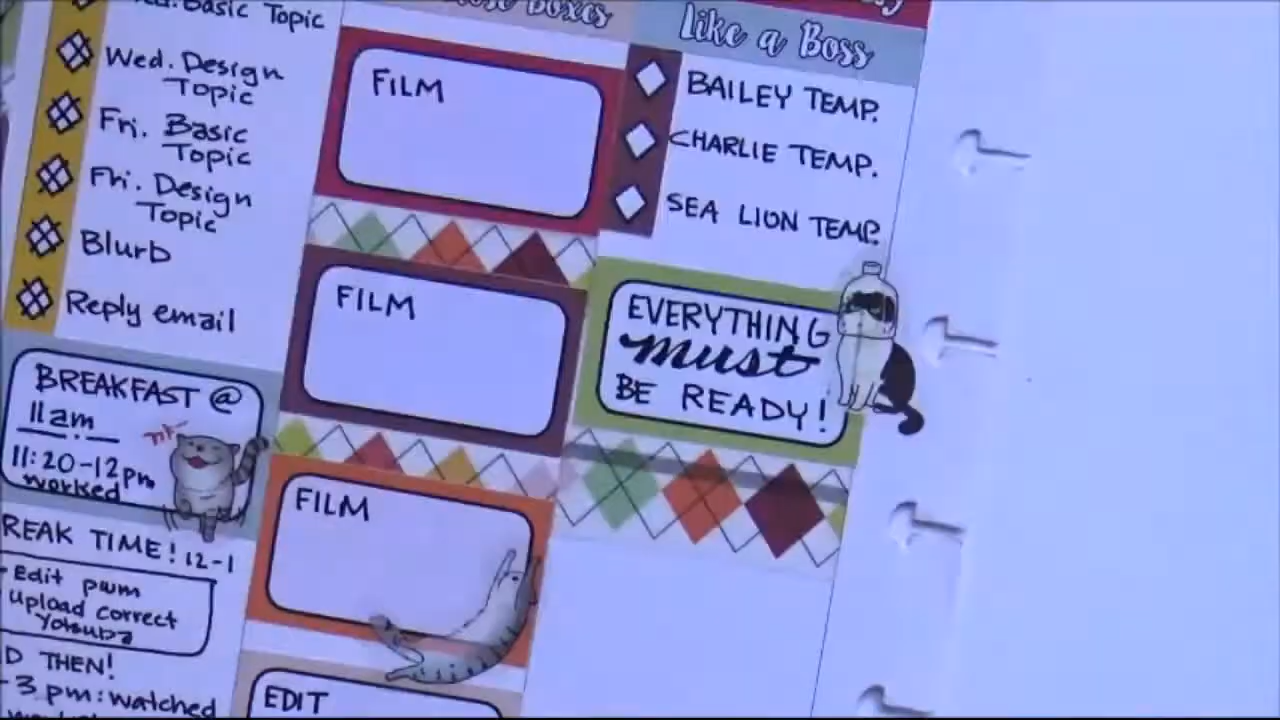 Basic Topic
Wed. Design
Topic
Fri. Basic
Topic
Fri. Design
Topic
Blurb
Reply email
BREAKFAST @
11am
11:20-12pm
worked
REAK TIME! 12-1
Edit pwm
Upload correct
Yotsuba
D THEN!
-3 pm: watched
Boxes
FILM
FILM
FILM
EDIT
Like a Boss
BAILEY TEMP.
CHARLIE TEMP.
SEA LION TEMP.
EVERYTHING
must
BE READY!